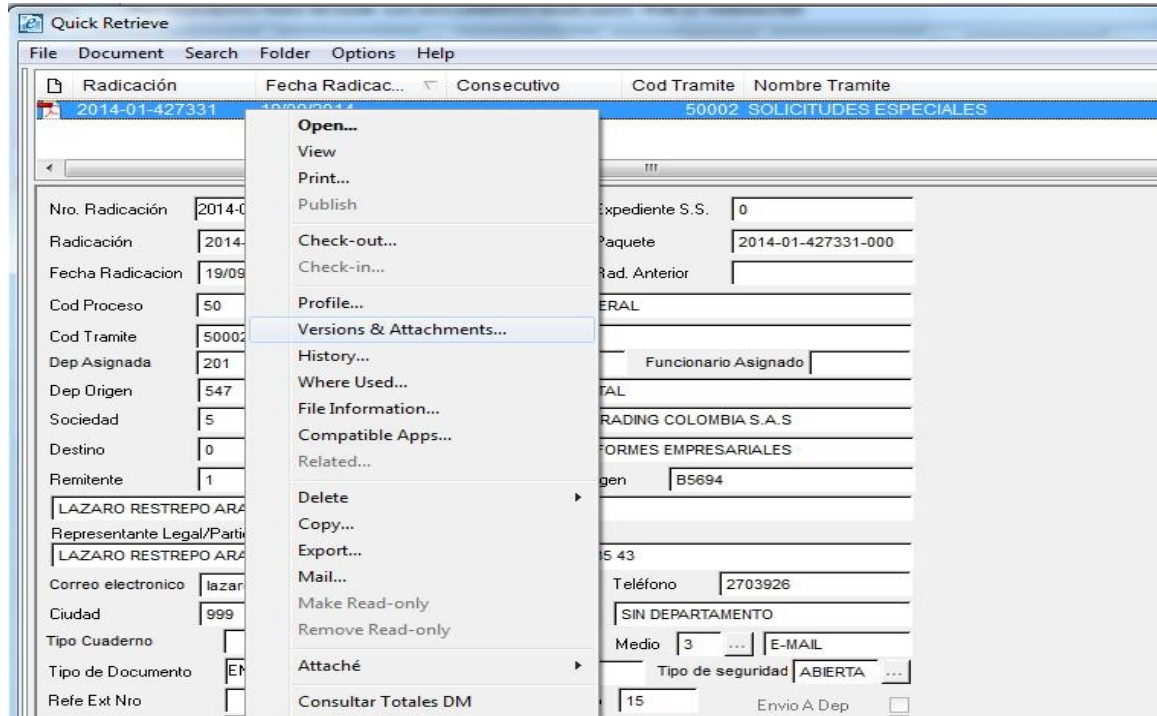 Quick Retrieve
File Document Search Folder Options Help
Radicación Fecha Radicac... Consecutivo Cod Tramite Nombre Tramite
2014-01-427331 19/09/2014 50002 SOLICITUDES ESPECIALES
Open...
View
Print...
Publish
Check-out...
Check-in...
Profile...
Versions & Attachments...
History...
Where Used...
File Information...
Compatible Apps...
Related...
Delete
Copy...
Export...
Mail...
Make Read-only
Remove Read-only
Attaché
Consultar Totales DM
Nro. Radicación 2014-0 Expediente S.S. 0
Radicación 2014- Paquete 2014-01-427331-000
Fecha Radicacion 19/09 Rad. Anterior
Cod Proceso 50 ERAL
Cod Tramite 50002
Dep Asignada 201 Funcionario Asignado
Dep Origen 547 TAL
Sociedad 5 RADING COLOMBIA S.A.S
Destino 0 FORMES EMPRESARIALES
Remitente 1 gen B5694
LAZARO RESTREPO ARA
Representante Legal/Parti
LAZARO RESTREPO ARA 43
Correo electronico lazar Teléfono 2703926
Ciudad 999 SIN DEPARTAMENTO
Tipo Cuaderno Medio 3 ... E-MAIL
Tipo de Documento Tipo de seguridad ABIERTA ...
Refe Ext Nro 15 Envio A Dep